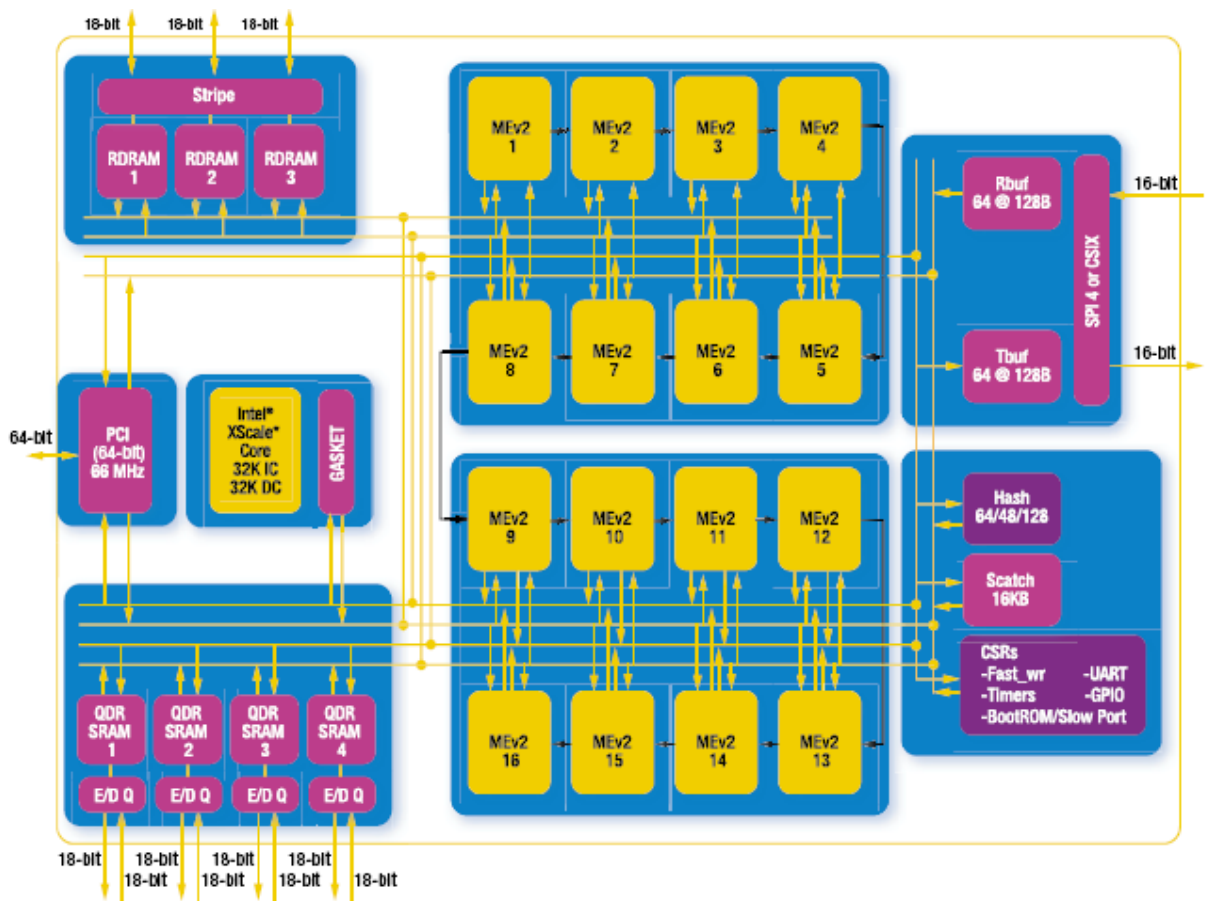 18-bit 18-bit 18-bit
Stripe
RDRAM
1
RDRAM
2
RDRAM
3
MEv2
1
MEv2
2
MEv2
3
MEv2
4
MEv2
8
MEv2
7
MEv2
6
MEv2
5
Rbuf
64 @ 128B
Tbuf
64 @ 128B
SPI 4 or CSIX
16-bit
16-bit
64-bit
PCI
(64-bit)
66 MHz
Intel*
XScale*
Core
32K IC
32K DC
GASKET
MEv2
9
MEv2
10
MEv2
11
MEv2
12
MEv2
16
MEv2
15
MEv2
14
MEv2
13
Hash
64/48/128
Scatch
16KB
CSRs
-Fast_wr -UART
-Timers -GPIO
-BootROM/Slow Port
QDR
SRAM
1
QDR
SRAM
2
QDR
SRAM
3
QDR
SRAM
4
E/D Q
E/D Q
E/D Q
E/D Q
18-bit 18-bit 18-bit 18-bit
18-bit 18-bit 18-bit 18-bit